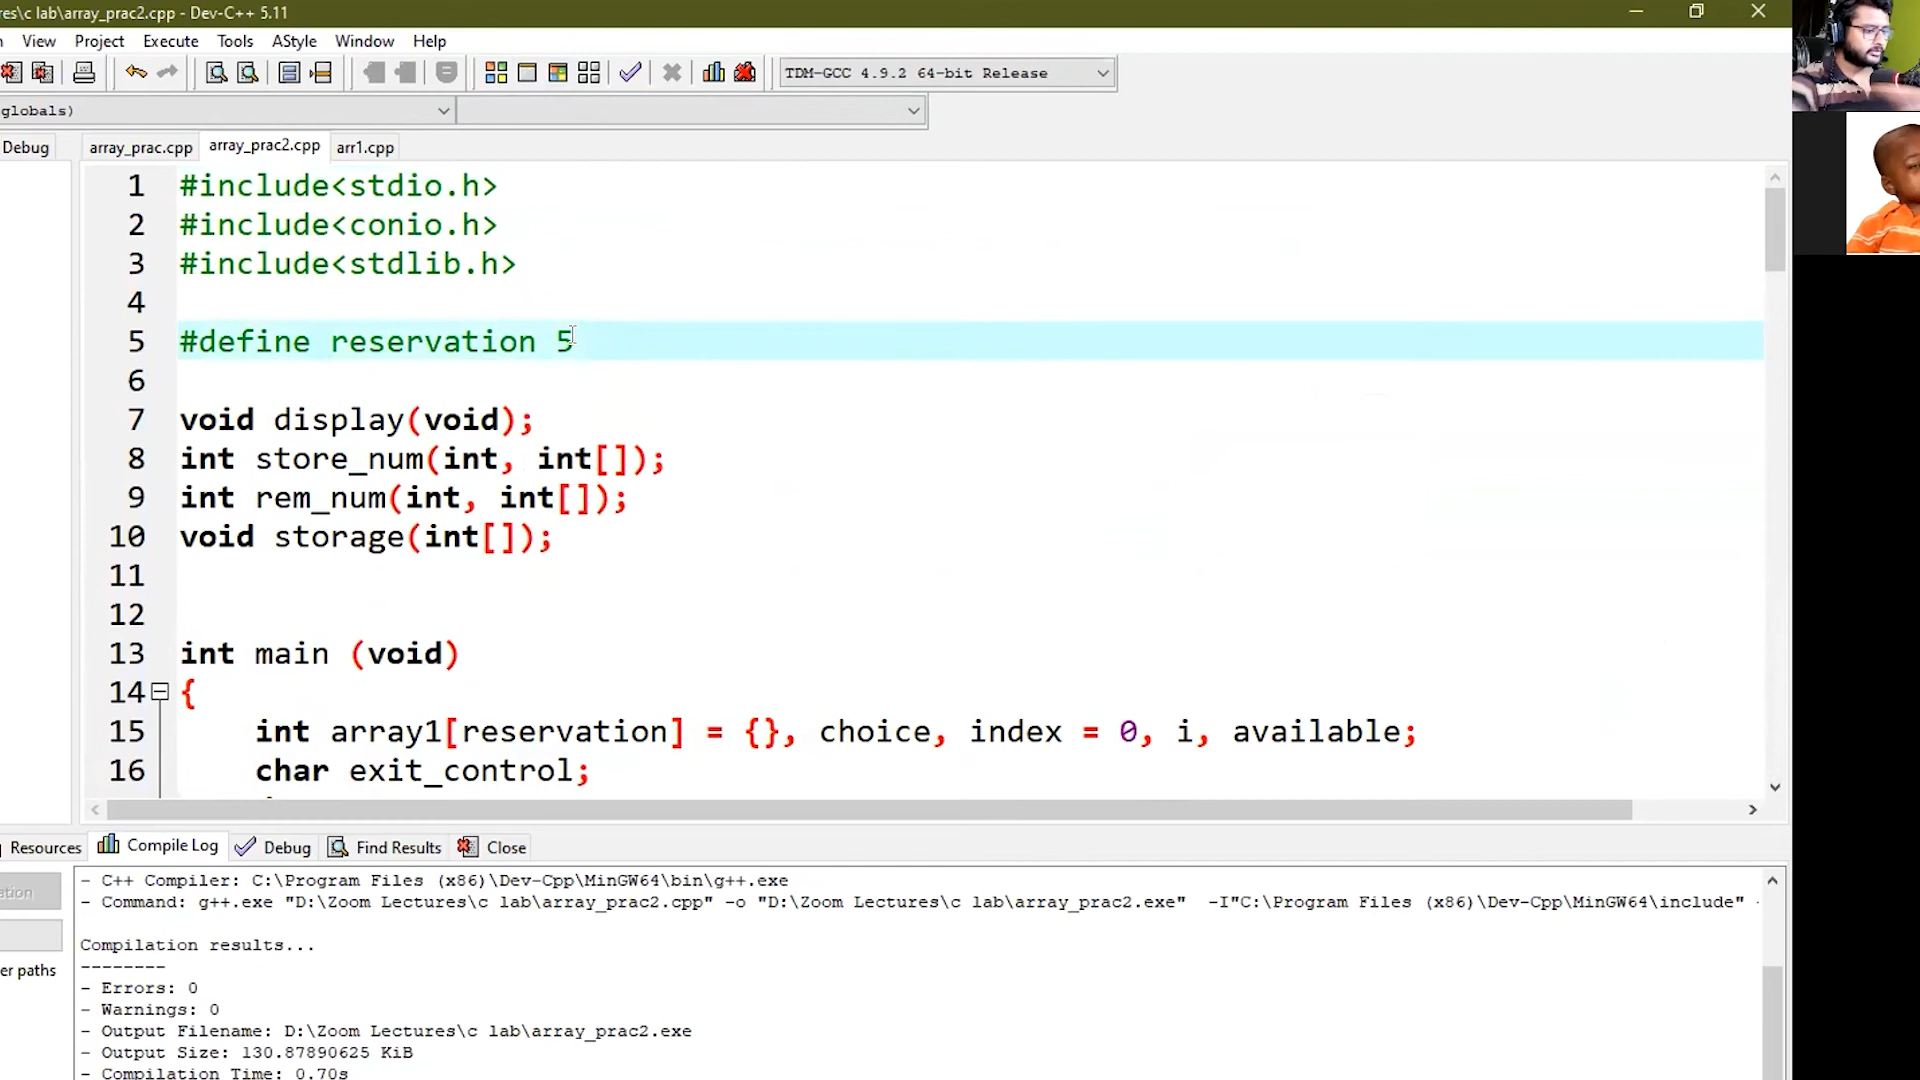 res\c lab\array_prac2.cpp - Dev-C++ 5.11
View Project Execute Tools AStyle Window Help
TDM-GCC 4.9.2 64-bit Release
globals)
Debug array_prac.cpp array_prac2.cpp arr1.cpp
1 #include<stdio.h>
2 #include<conio.h>
3 #include<stdlib.h>
4
5 #define reservation 5
6
7 void display(void);
8 int store_num(int, int[]);
9 int rem_num(int, int[]);
10 void storage(int[]);
11
12
13 int main (void)
14 {
15 int array1[reservation] = {}, choice, index = 0, i, available;
16 char exit_control;
Resources Compile Log Debug Find Results Close
- C++ Compiler: C:\Program Files (x86)\Dev-Cpp\MinGW64\bin\g++.exe
- Command: g++.exe "D:\Zoom Lectures\c lab\array_prac2.cpp" -o "D:\Zoom Lectures\c lab\array_prac2.exe" -I"C:\Program Files (x86)\Dev-Cpp\MinGW64\include" -
Compilation results...
--------
- Errors: 0
- Warnings: 0
- Output Filename: D:\Zoom Lectures\c lab\array_prac2.exe
- Output Size: 130.87890625 KiB
- Compilation Time: 0.70s
ation
er paths